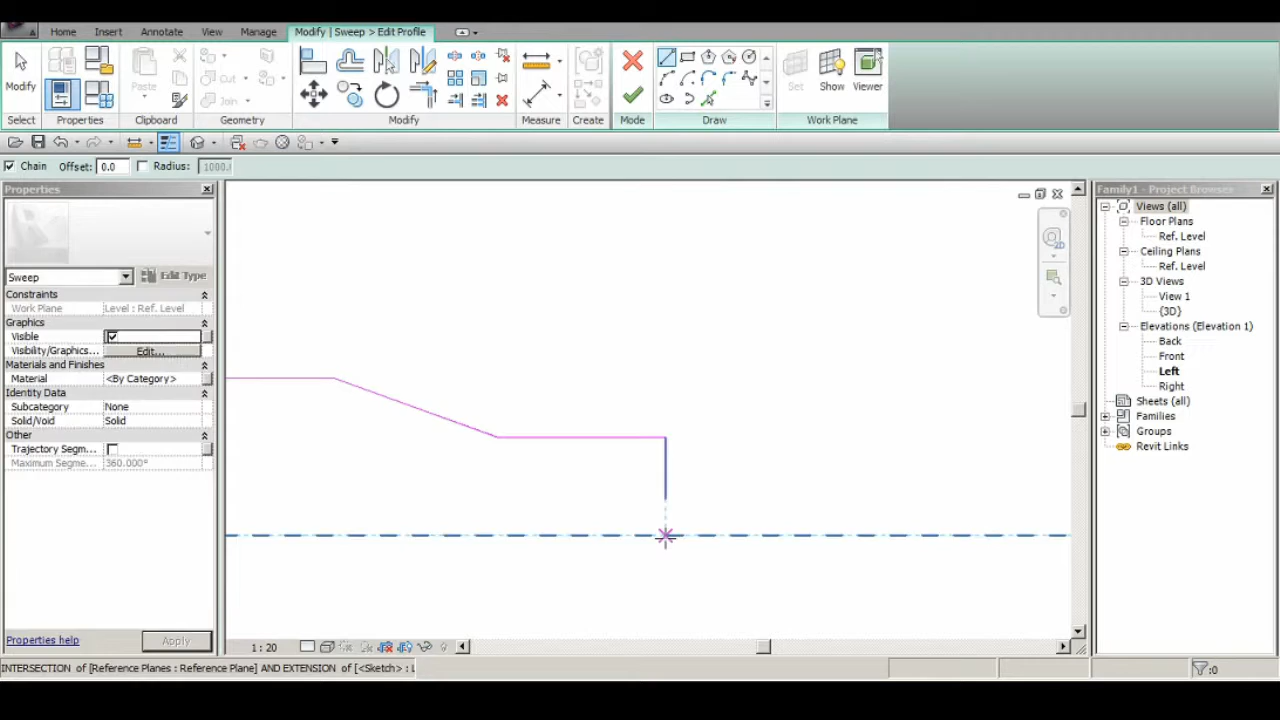 Home Insert Annotate View Manage Modify | Sweep > Edit Profile
Modify Paste Cut Join Set Show Viewer
Select Properties Clipboard Geometry Modify Measure Create Mode Draw Work Plane
Chain Offset: 0.0 Radius: 1000.
Properties
Sweep Edit Type
Constraints
Work Plane Level : Ref. Level
Graphics
Visible
Visibility/Graphics... Edit...
Materials and Finishes
Material <By Category>
Identity Data
Subcategory None
Solid/Void Solid
Other
Trajectory Segm...
Maximum Segme... 360.000°
Properties help Apply
2D
1 : 20
INTERSECTION of [Reference Planes : Reference Plane] AND EXTENSION of [<Sketch> : L
:0
Family1 - Project Browser
Views (all)
Floor Plans
Ref. Level
Ceiling Plans
Ref. Level
3D Views
View 1
{3D}
Elevations (Elevation 1)
Back
Front
Left
Right
Sheets (all)
Families
Groups
Revit Links